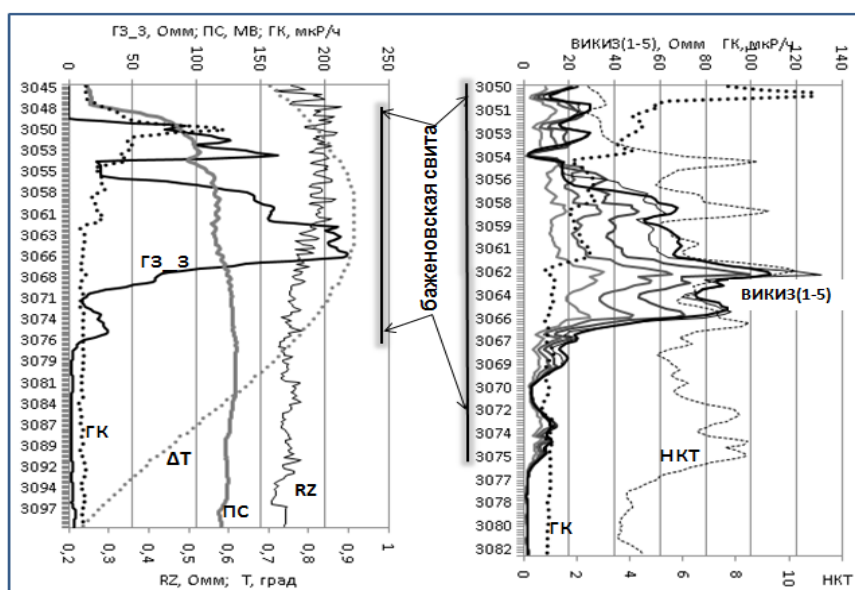 ГЗ_З, Омм; ПС, МВ; ГК, мкР/ч
0 50 100 150 200 250
3045
3048
3050
3053
3055
3058
3061
3063
3066
3068
3071
3074
3076
3079
3081
3084
3087
3089
3092
3094
3097
ГЗ_З
ГК
ΔТ
ПС
RZ
0,2 0,3 0,4 0,5 0,6 0,7 0,8 0,9 1
RZ, Омм; Т, град
баженовская свита
ВИКИЗ(1-5), Омм ГК, мкР/ч
0 20 40 60 80 100 120 140
3050
3051
3053
3054
3056
3058
3059
3061
3062
3064
3066
3067
3069
3070
3072
3074
3075
3077
3078
3080
3082
ВИКИЗ(1-5)
НКТ
ГК
0 2 4 6 8 10 12 14
НКТ